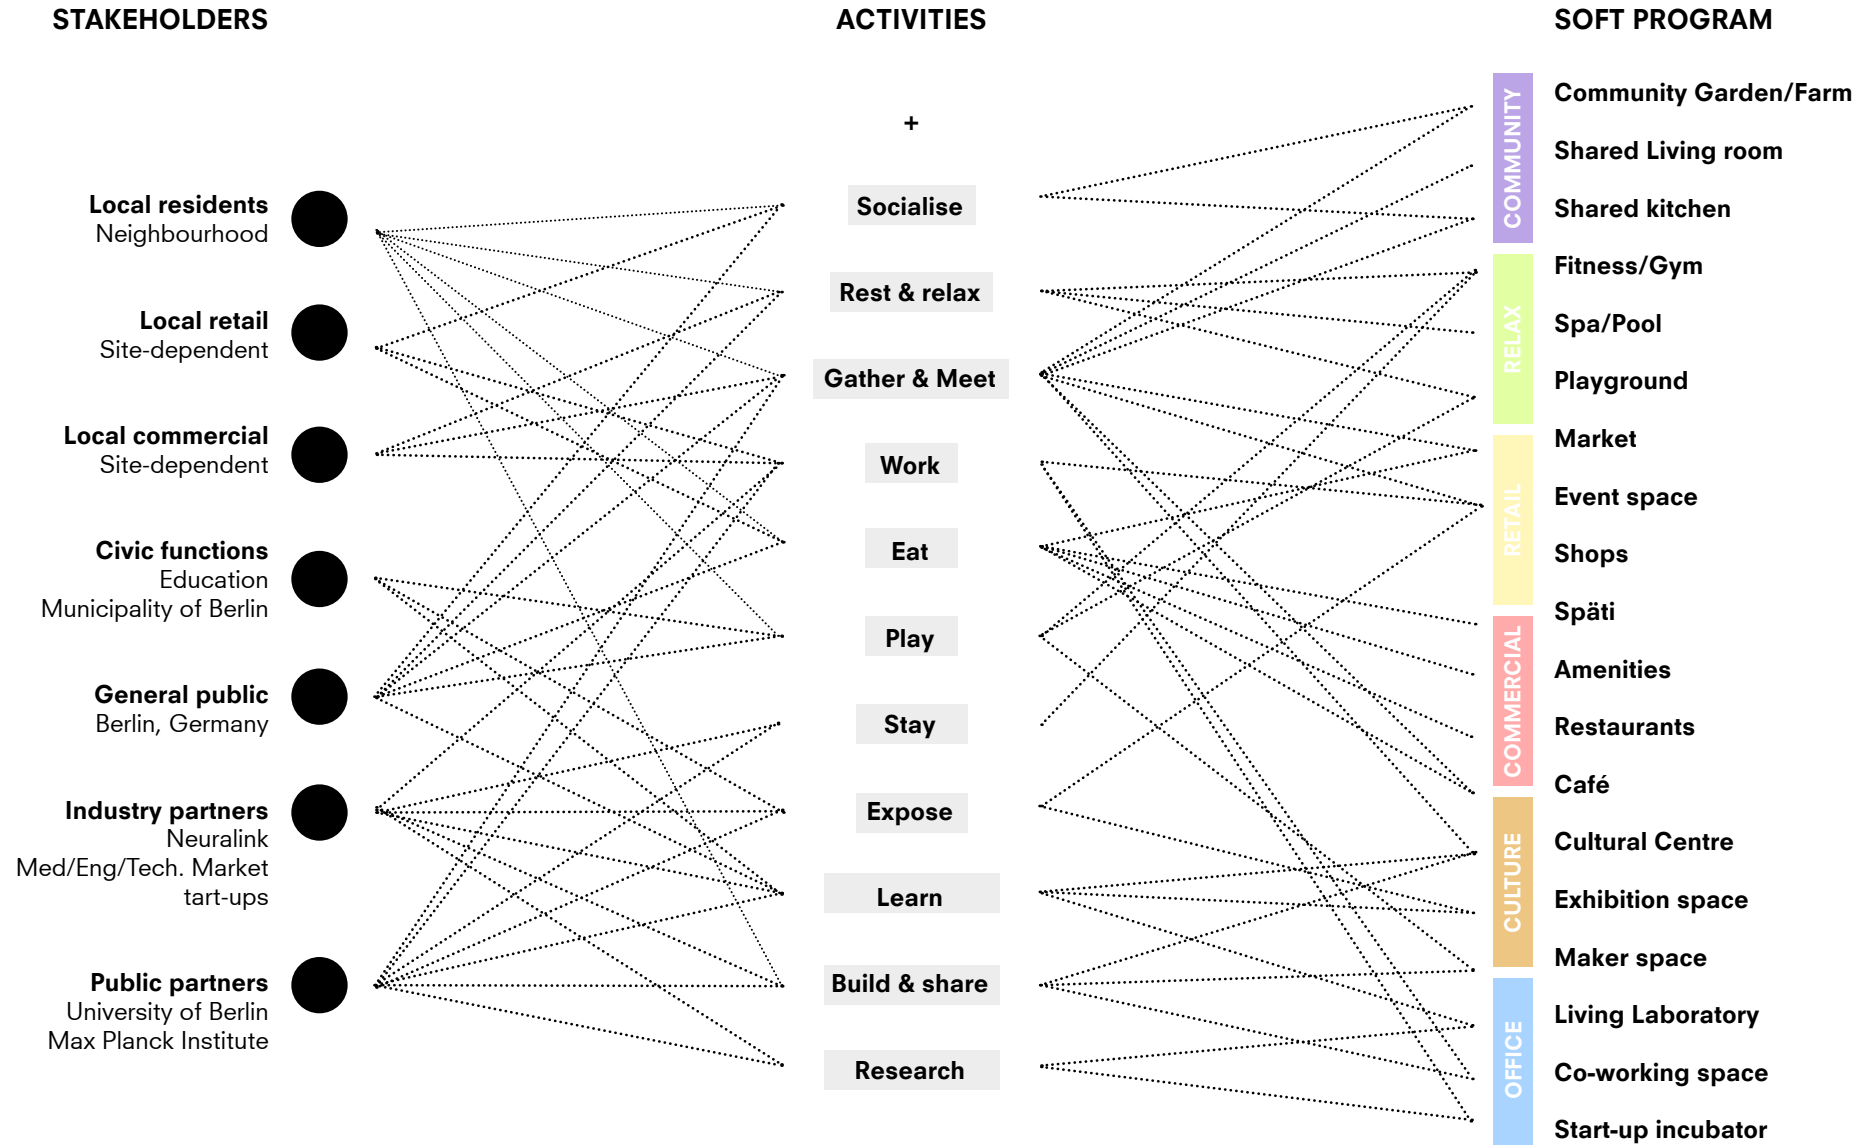 STAKEHOLDERS
Local residents
Neighbourhood
Local retail
Site-dependent
Local commercial
Site-dependent
Civic functions
Education
Municipality of Berlin
General public
Berlin, Germany
Industry partners
Neuralink
Med/Eng/Tech. Market
tart-ups
Public partners
University of Berlin
Max Planck Institute
ACTIVITIES
+
Socialise
Rest & relax
Gather & Meet
Work
Eat
Play
Stay
Expose
Learn
Build & share
Research
SOFT PROGRAM
COMMUNITY
RELAX
RETAIL
COMMERCIAL
CULTURE
OFFICE
Community Garden/Farm
Shared Living room
Shared kitchen
Fitness/Gym
Spa/Pool
Playground
Market
Event space
Shops
Späti
Amenities
Restaurants
Café
Cultural Centre
Exhibition space
Maker space
Living Laboratory
Co-working space
Start-up incubator